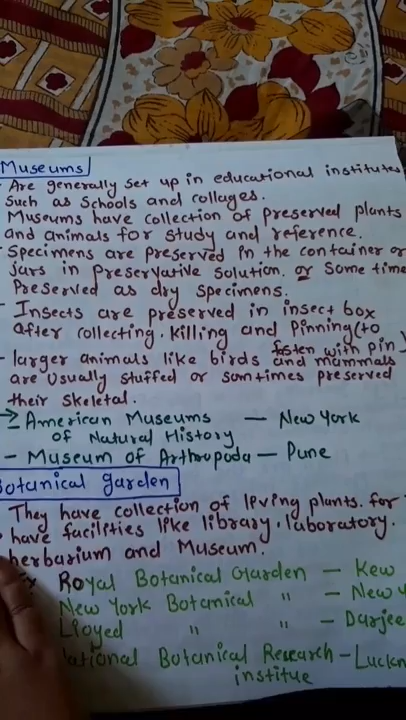 Museums
- Are generally set up in educational institutes
such as schools and collages.
Museums have collection of preserved plants
and animals for study and reference.
Specimens are preserved in the container or
jars in preservative solution. or Some time
Preserved as dry specimens.
- Insects are preserved in insect box
after collecting. killing and pinning (to
fasten with pin)
- larger animals like birds and mammals
are usually stuffed or somtimes preserved
their skeletal.
American Museums — New York
of Natural History
- Museum of Arthropoda — Pune
Botanical garden
They have collection of living plants. for
have facilities like library, laboratory.
herbarium and Museum.
Royal Botanical Garden — Kew
New York Botanical " — New
Lloyed " " —
Botanical Research —
institue